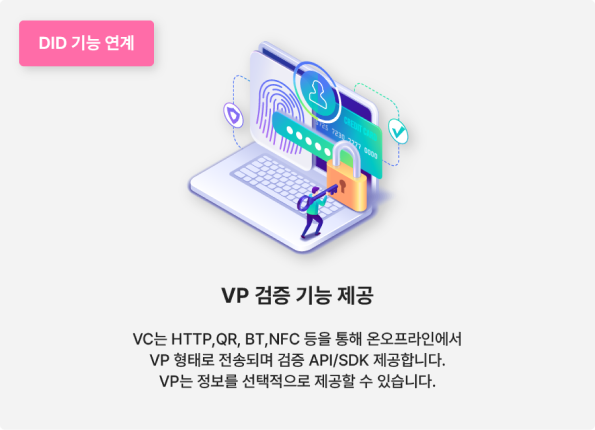 DID 기능 연계
VP 검증 기능 제공
VC는 HTTP,QR, BT,NFC 등을 통해 온오프라인에서
VP 형태로 전송되며 검증 API/SDK 제공합니다.
VP는 정보를 선택적으로 제공할 수 있습니다.